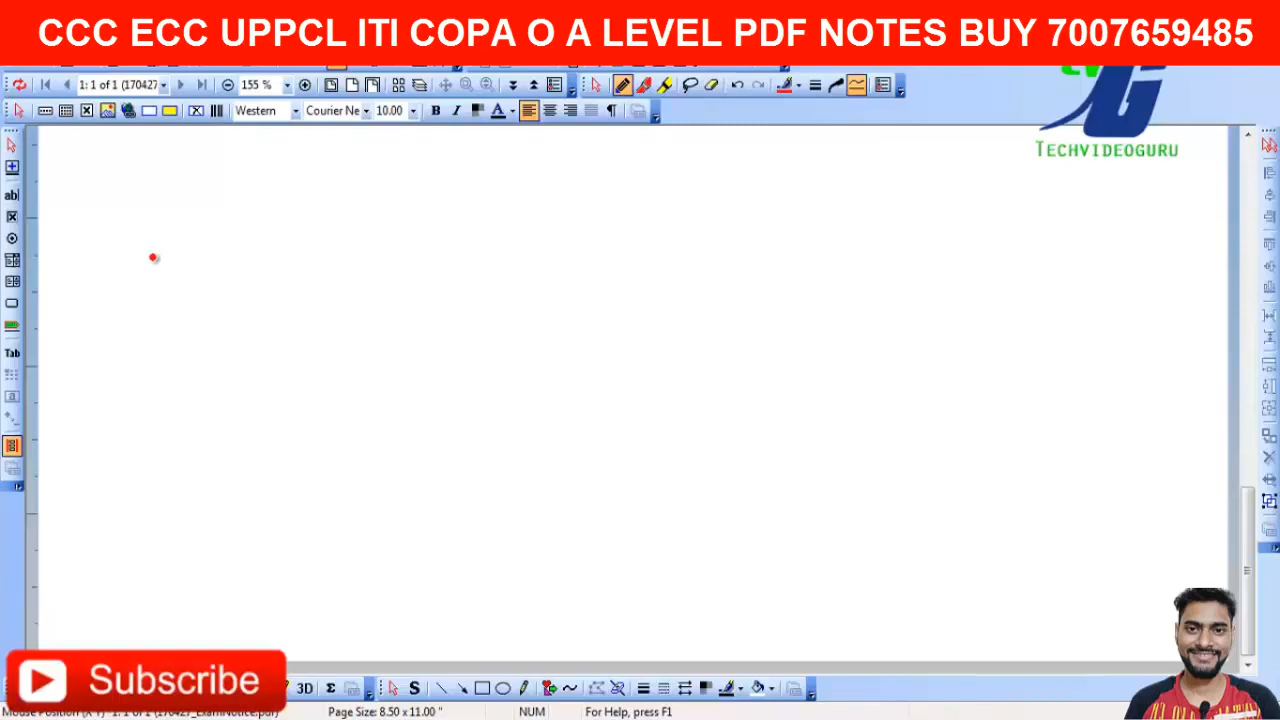 CCC ECC UPPCL ITI COPA O A LEVEL PDF NOTES BUY 7007659485
1: 1 of 1 (170427
155 %
Western
Courier Ne
10.00
B
I
A
TECHVIDEOGURU
ab|
Tab
Subscribe
3D
Σ
S
Page Size: 8.50 x 11.00 "
NUM
For Help, press F1